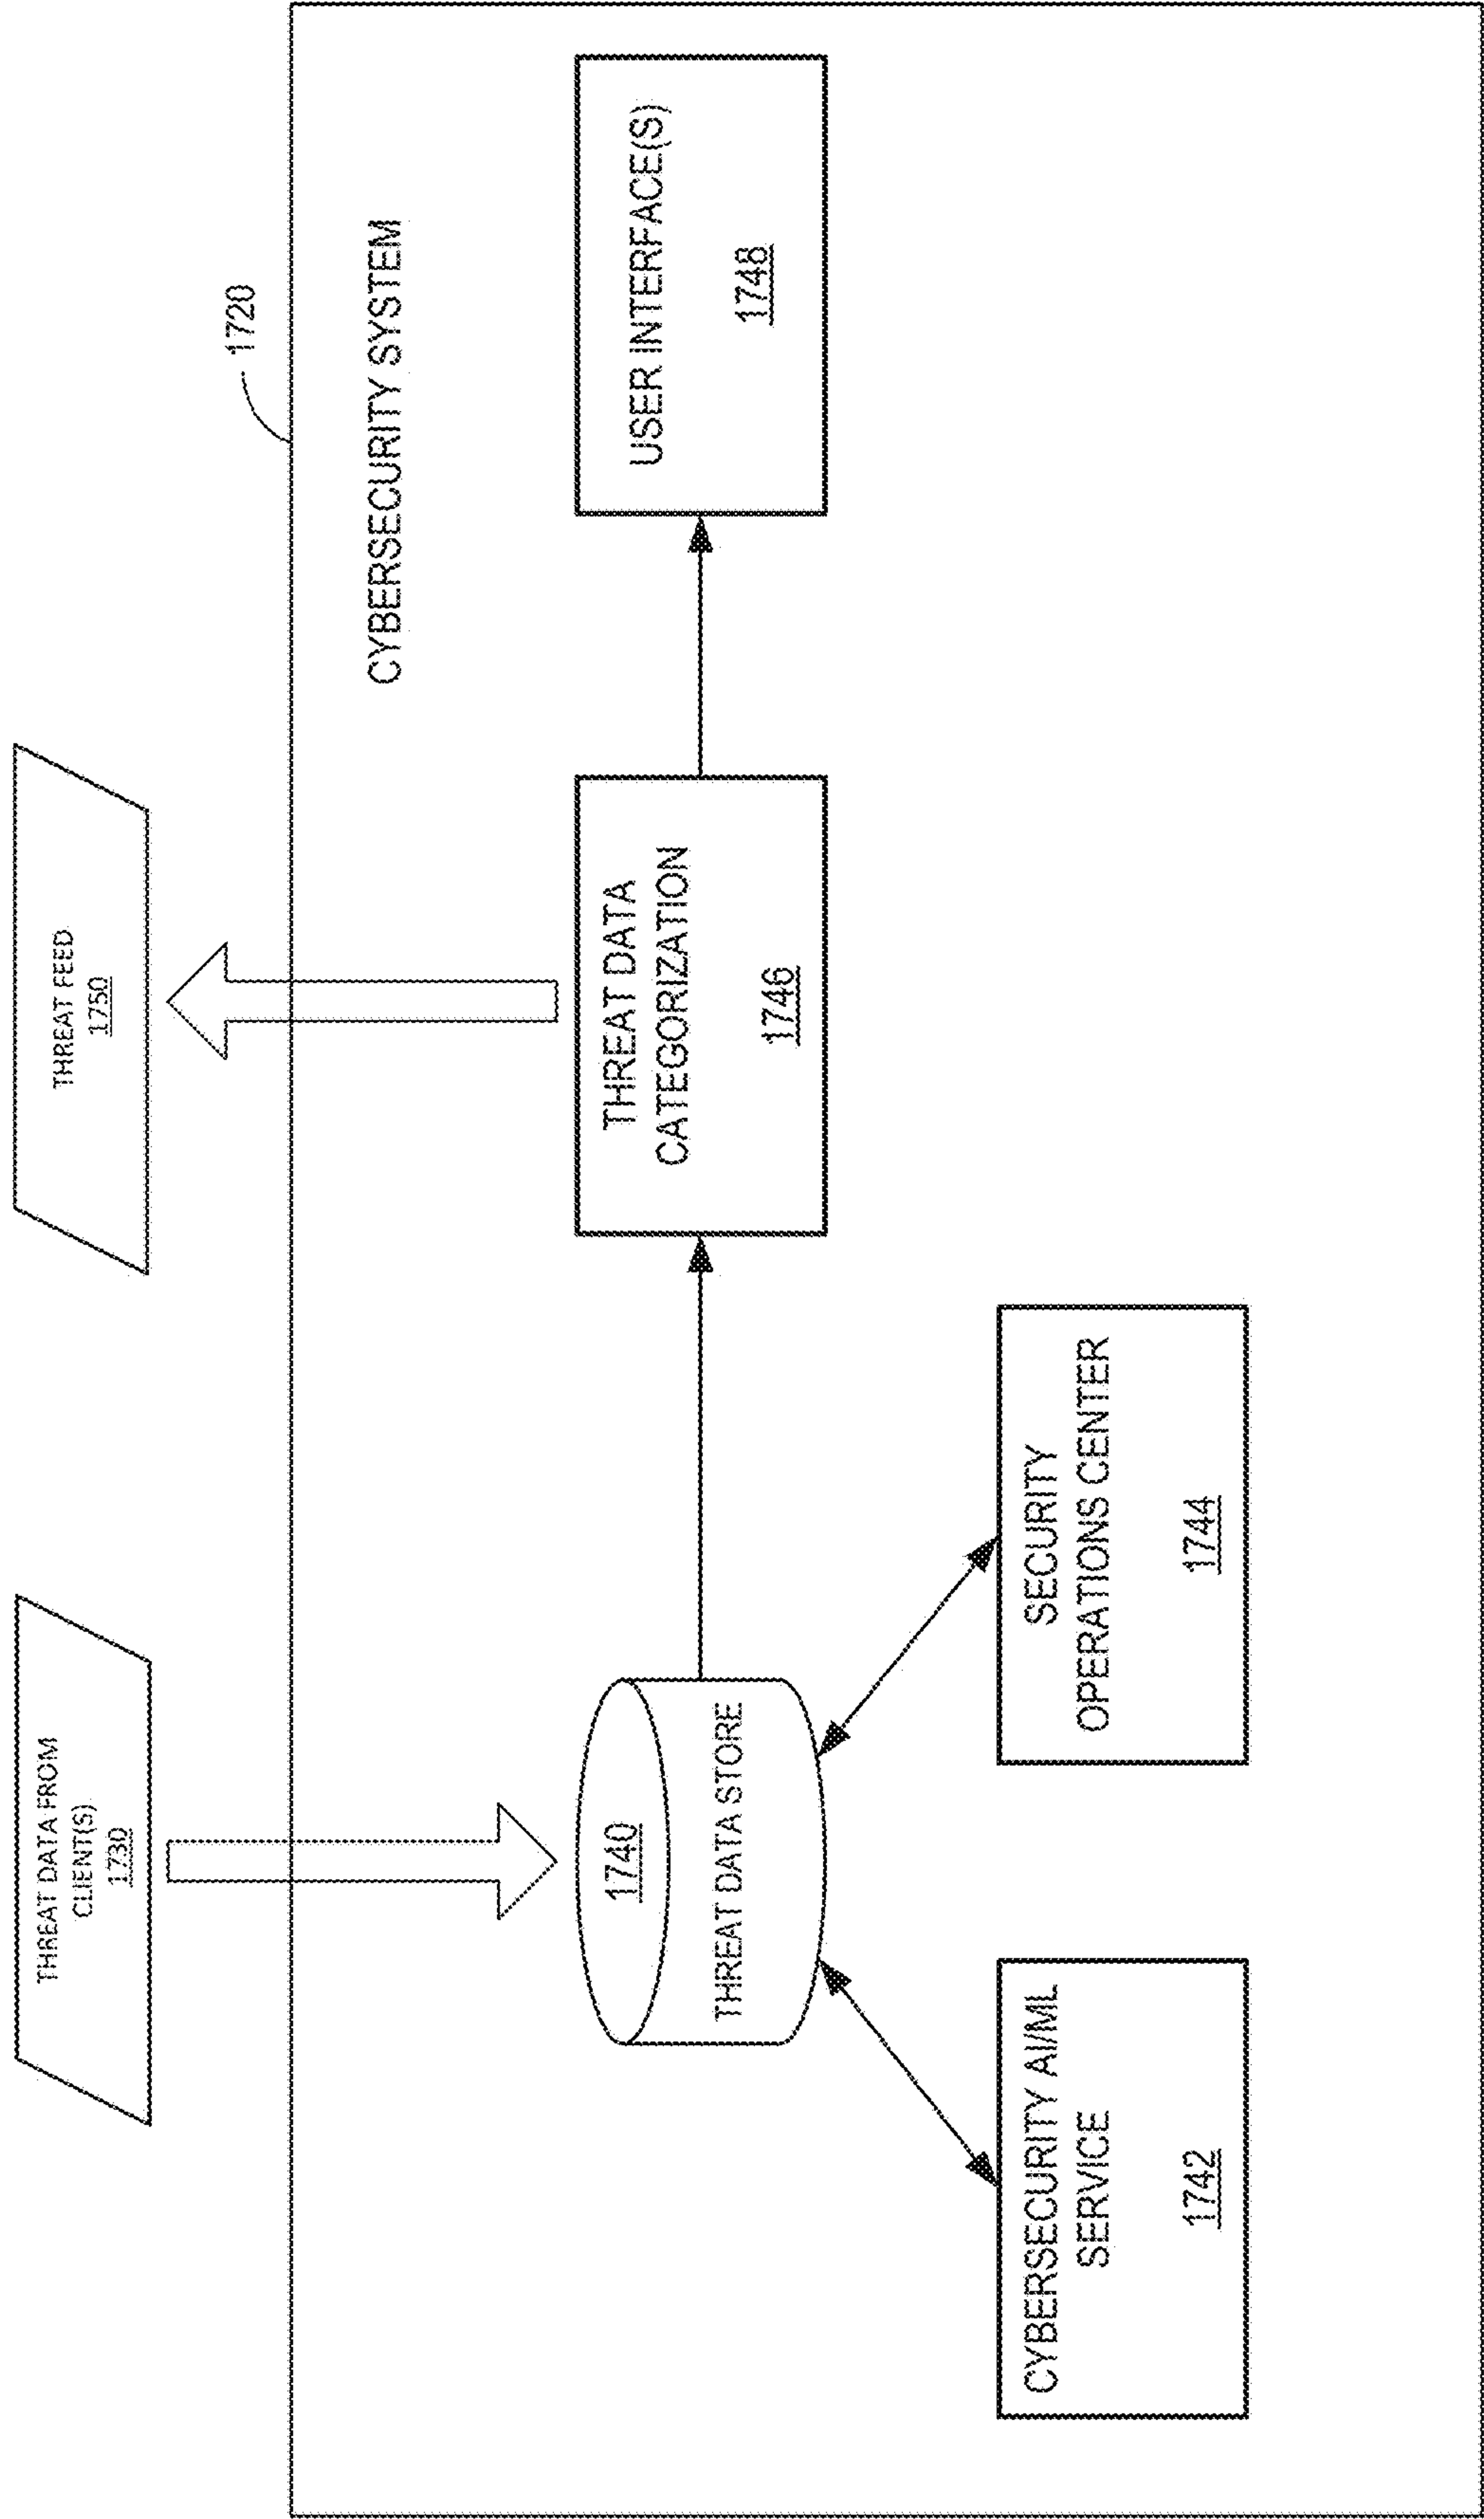 THREAT DATA FROM
CLIENT(S)
1730
THREAT FEED
1750
1720
CYBERSECURITY SYSTEM
1740
THREAT DATA STORE
THREAT DATA
CATEGORIZATION
1746
USER INTERFACE(S)
1748
CYBERSECURITY AI/ML
SERVICE
1742
SECURITY
OPERATIONS CENTER
1744